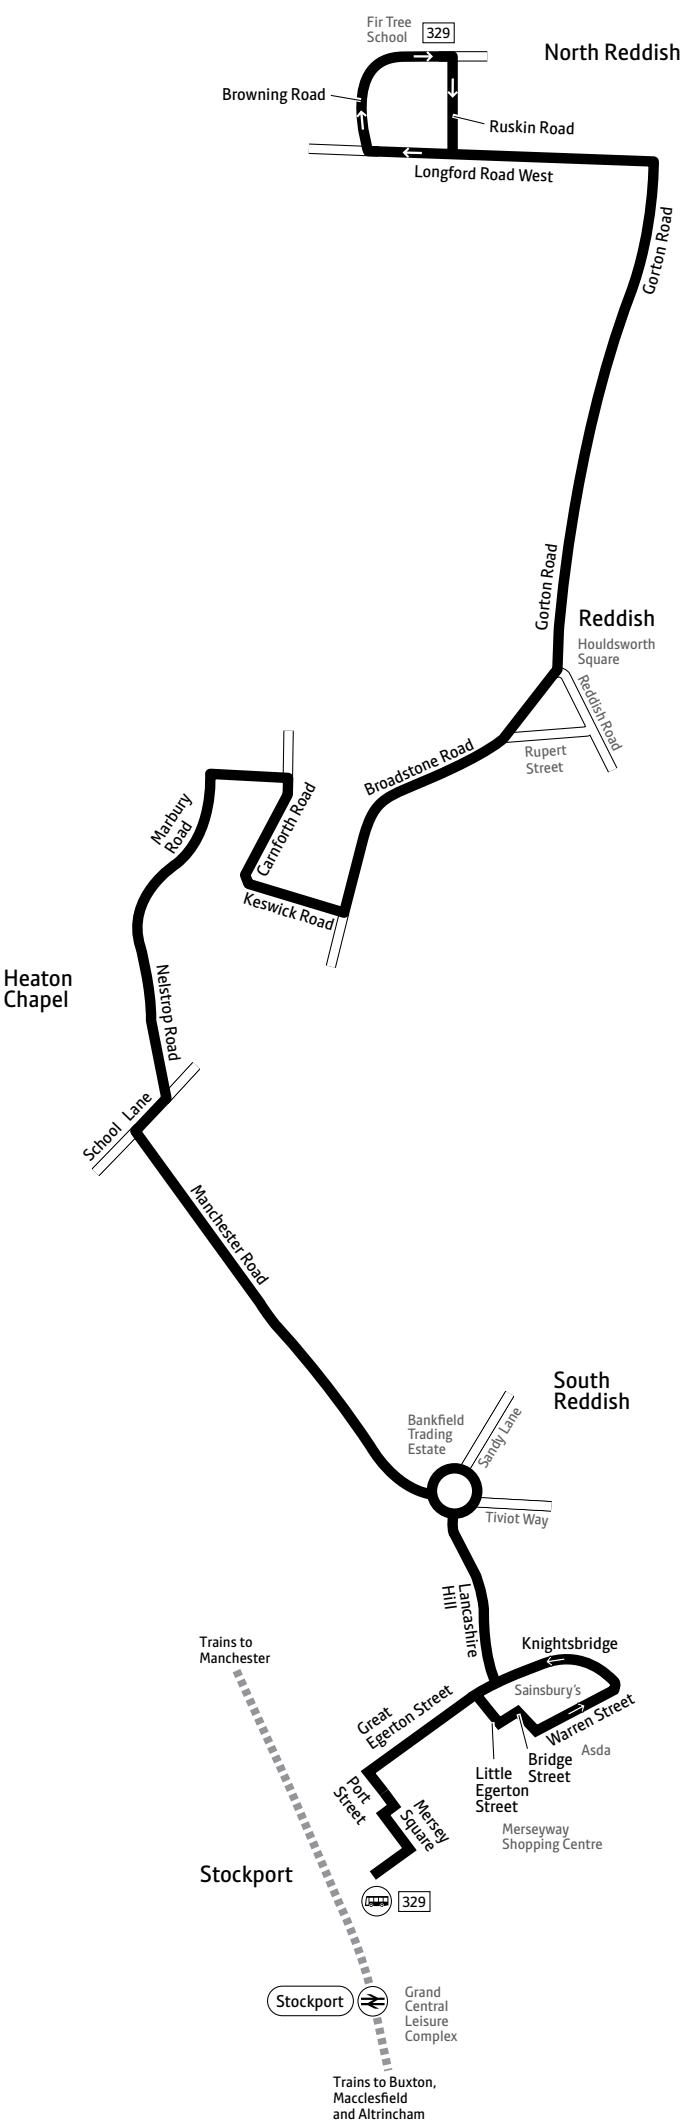 Fir Tree
School
329
North Reddish
Browning Road
Ruskin Road
Longford Road West
Gorton Road
Gorton Road
Reddish
Houldsworth
Square
Reddish Road
Rupert
Street
Broadstone Road
Marbury
Road
Carnforth Road
Keswick Road
Heaton
Chapel
Nelstrop Road
School Lane
Manchester Road
South
Reddish
Bankfield
Trading
Estate
Sandy Lane
Tiviot Way
Lancashire
Hill
Trains to
Manchester
Knightsbridge
Sainsbury's
Great
Egerton Street
Warren Street
Asda
Bridge
Street
Little
Egerton
Street
Port
Street
Mersey
Square
Merseyway
Shopping Centre
Stockport
329
Stockport
Grand
Central
Leisure
Complex
Trains to Buxton,
Macclesfield
and Altrincham